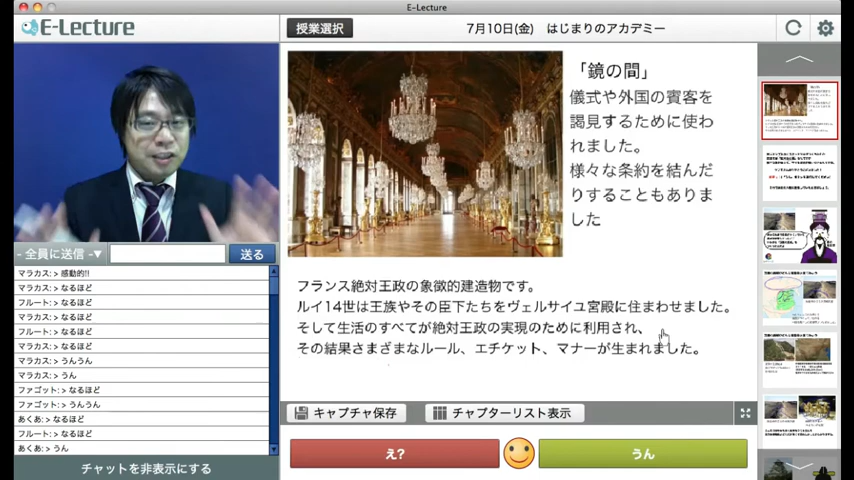 E-Lecture
E-Lecture
授業選択
7月10日(金) はじまりのアカデミー
「鏡の間」
儀式や外国の賓客を
謁見するために使わ
れました。
様々な条約を結んだ
りすることもありま
した
フランス絶対王政の象徴的建造物です。
ルイ14世は王族やその臣下たちをヴェルサイユ宮殿に住まわせました。
そして生活のすべてが絶対王政の実現のために利用され、
その結果さまざまなルール、エチケット、マナーが生まれました。
- 全員に送信 -▼
送る
マラカス: > 感動的!!
マラカス: > なるほど
フルート: > なるほど
マラカス: > なるほど
フルート: > なるほど
マラカス: > なるほど
マラカス: > うんうん
マラカス: > うん
ファゴット: > なるほど
ファゴット: > うんうん
あくあ: > なるほど
フルート: > なるほど
あくあ: > うん
チャットを非表示にする
キャプチャ保存
チャプターリスト表示
え?
うん